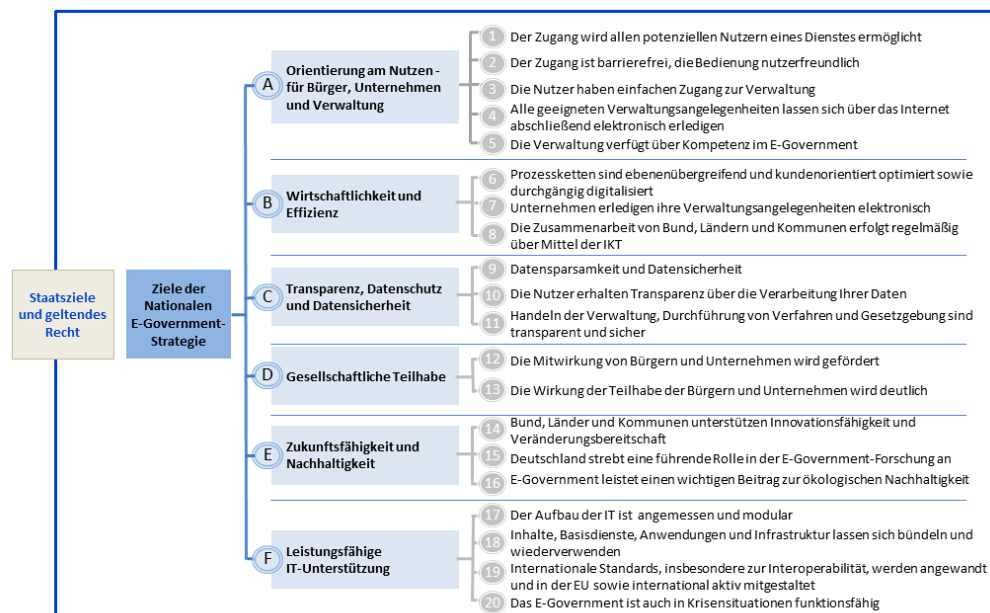 Staatsziele
und geltendes
Recht
Ziele der
Nationalen
E-Government-
Strategie
A
Orientierung am Nutzen -
für Bürger, Unternehmen
und Verwaltung
1
Der Zugang wird allen potenziellen Nutzern eines Dienstes ermöglicht
2
Der Zugang ist barrierefrei, die Bedienung nutzerfreundlich
3
Die Nutzer haben einfachen Zugang zur Verwaltung
4
Alle geeigneten Verwaltungsangelegenheiten lassen sich über das Internet
abschließend elektronisch erledigen
5
Die Verwaltung verfügt über Kompetenz im E-Government
B
Wirtschaftlichkeit und
Effizienz
6
Prozessketten sind ebenenübergreifend und kundenorientiert optimiert sowie
durchgängig digitalisiert
7
Unternehmen erledigen ihre Verwaltungsangelegenheiten elektronisch
8
Die Zusammenarbeit von Bund, Ländern und Kommunen erfolgt regelmäßig
über Mittel der IKT
C
Transparenz, Datenschutz
und Datensicherheit
9
Datensparsamkeit und Datensicherheit
10
Die Nutzer erhalten Transparenz über die Verarbeitung Ihrer Daten
11
Handeln der Verwaltung, Durchführung von Verfahren und Gesetzgebung sind
transparent und sicher
D
Gesellschaftliche Teilhabe
12
Die Mitwirkung von Bürgern und Unternehmen wird gefördert
13
Die Wirkung der Teilhabe der Bürgern und Unternehmen wird deutlich
E
Zukunftsfähigkeit und
Nachhaltigkeit
14
Bund, Länder und Kommunen unterstützen Innovationsfähigkeit und
Veränderungsbereitschaft
15
Deutschland strebt eine führende Rolle in der E-Government-Forschung an
16
E-Government leistet einen wichtigen Beitrag zur ökologischen Nachhaltigkeit
F
Leistungsfähige
IT-Unterstützung
17
Der Aufbau der IT ist angemessen und modular
18
Inhalte, Basisdienste, Anwendungen und Infrastruktur lassen sich bündeln und
wiederverwenden
19
Internationale Standards, insbesondere zur Interoperabilität, werden angewandt
und in der EU sowie international aktiv mitgestaltet
20
Das E-Government ist auch in Krisensituationen funktionsfähig